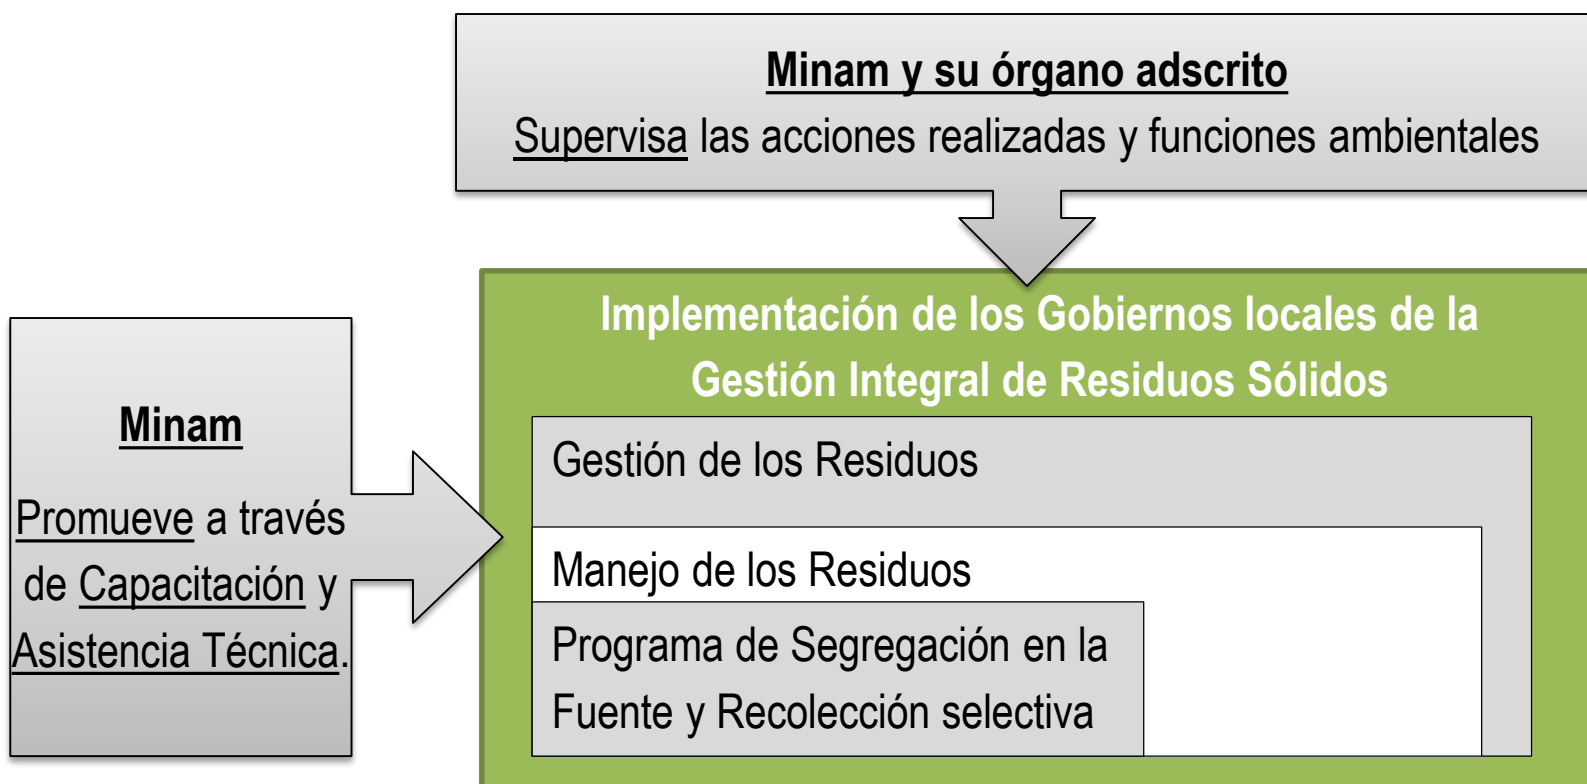 Minam y su órgano adscrito
Supervisa las acciones realizadas y funciones ambientales
Implementación de los Gobiernos locales de la
Gestión Integral de Residuos Sólidos
Minam
Promueve a través
de Capacitación y
Asistencia Técnica.
Gestión de los Residuos
Manejo de los Residuos
Programa de Segregación en la
Fuente y Recolección selectiva